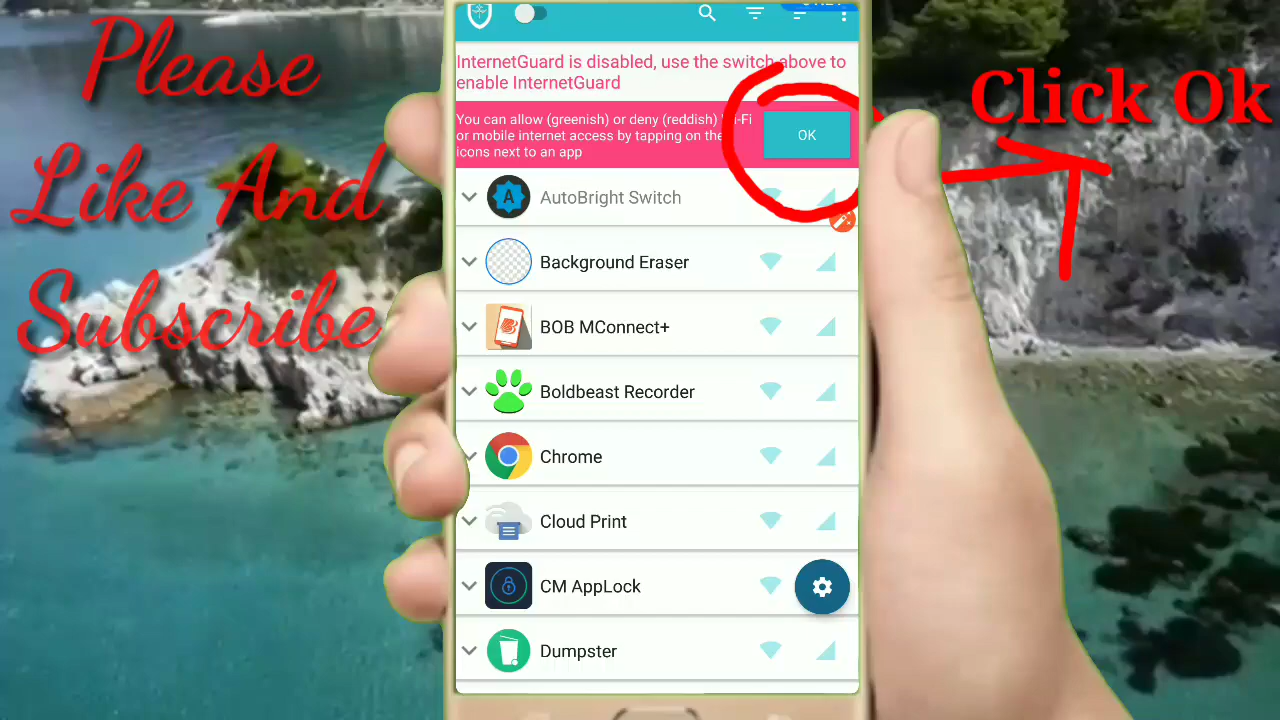 Please
Like And
Subscribe
Click Ok
InternetGuard is disabled, use the switch above to
enable InternetGuard
You can allow (greenish) or deny (reddish)
or mobile internet access by tapping on the
icons next to an app
OK
A
AutoBright Switch
Background Eraser
BOB MConnect+
Boldbeast Recorder
Chrome
Cloud Print
CM AppLock
Dumpster